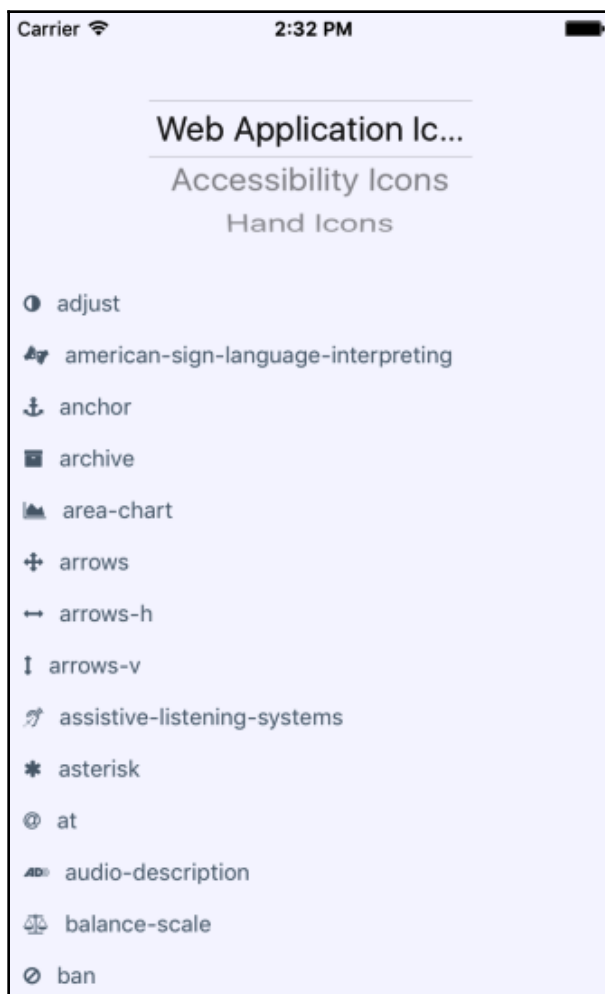 Carrier 2:32 PM
Web Application Ic...
Accessibility Icons
Hand Icons
adjust
american-sign-language-interpreting
anchor
archive
area-chart
arrows
arrows-h
arrows-v
assistive-listening-systems
asterisk
@ at
AD audio-description
balance-scale
ban